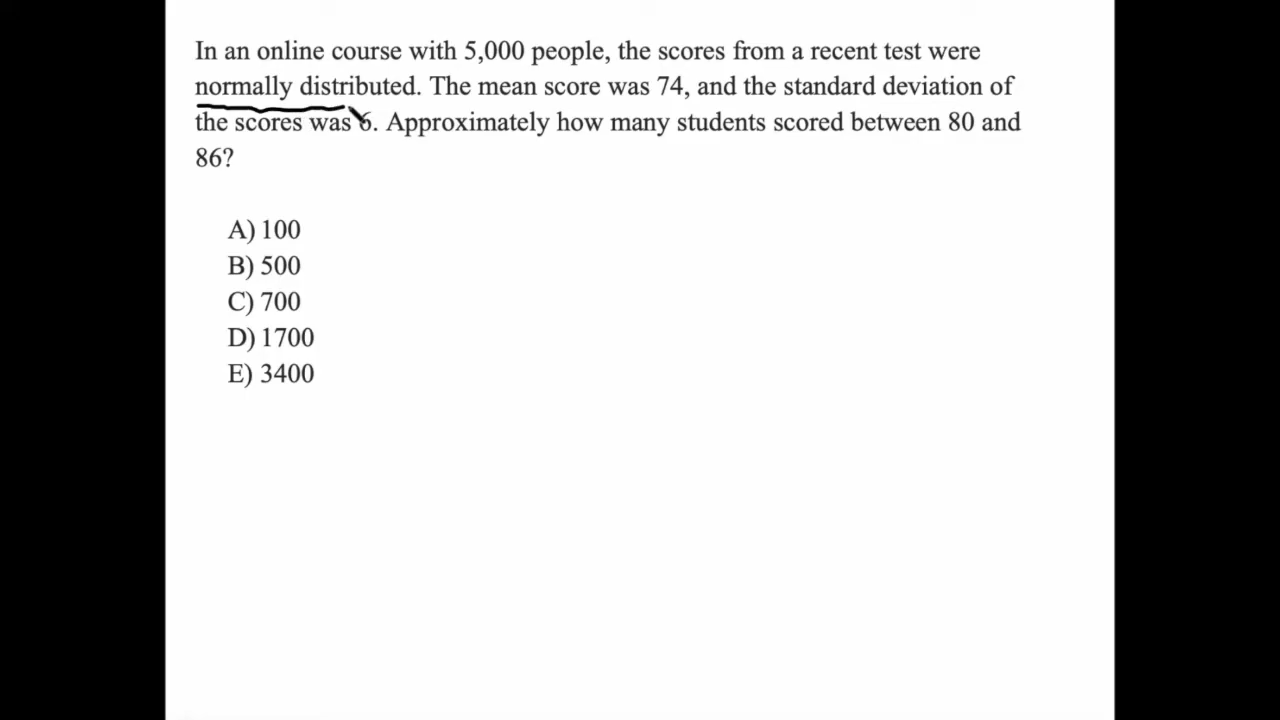 In an online course with 5,000 people, the scores from a recent test were
normally distributed. The mean score was 74, and the standard deviation of
the scores was 6. Approximately how many students scored between 80 and
86?
A) 100
B) 500
C) 700
D) 1700
E) 3400